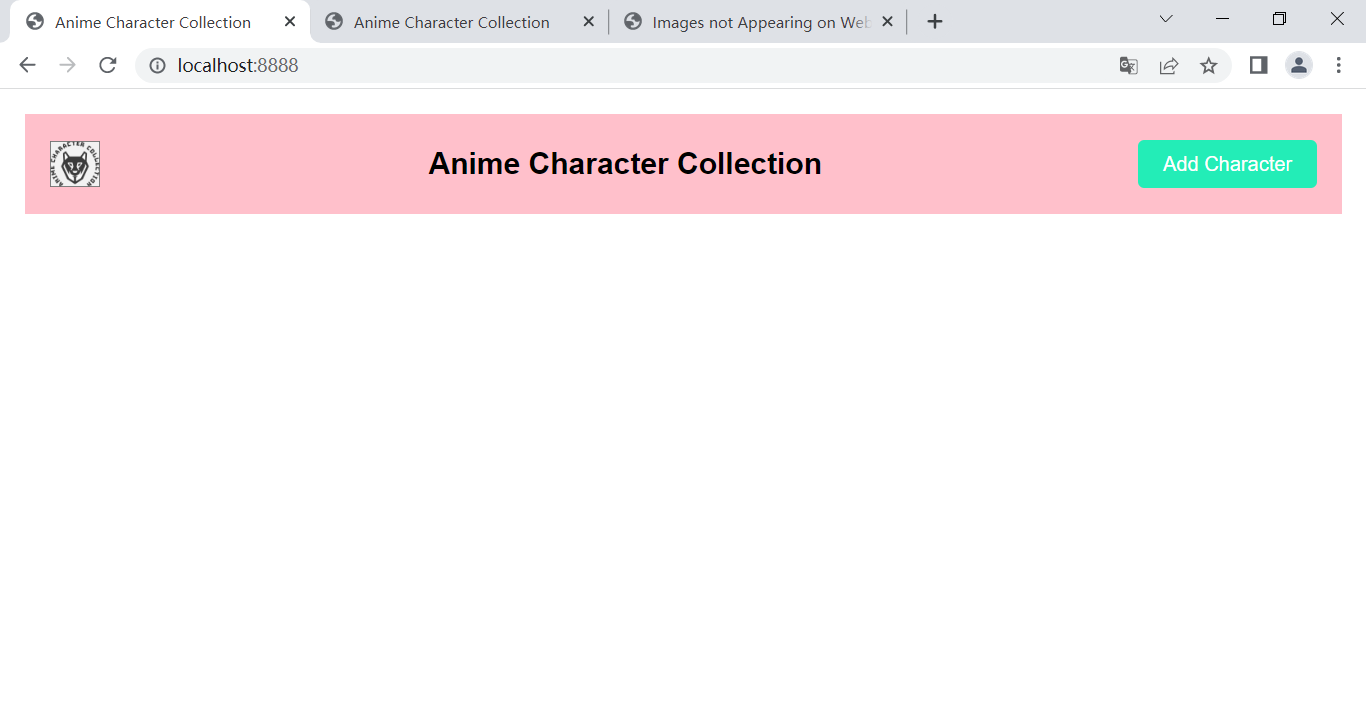 Anime Character Collection
Anime Character Collection
Images not Appearing on Web
localhost:8888
ANIME CHARACTER COLLECTION
Anime Character Collection
Add Character